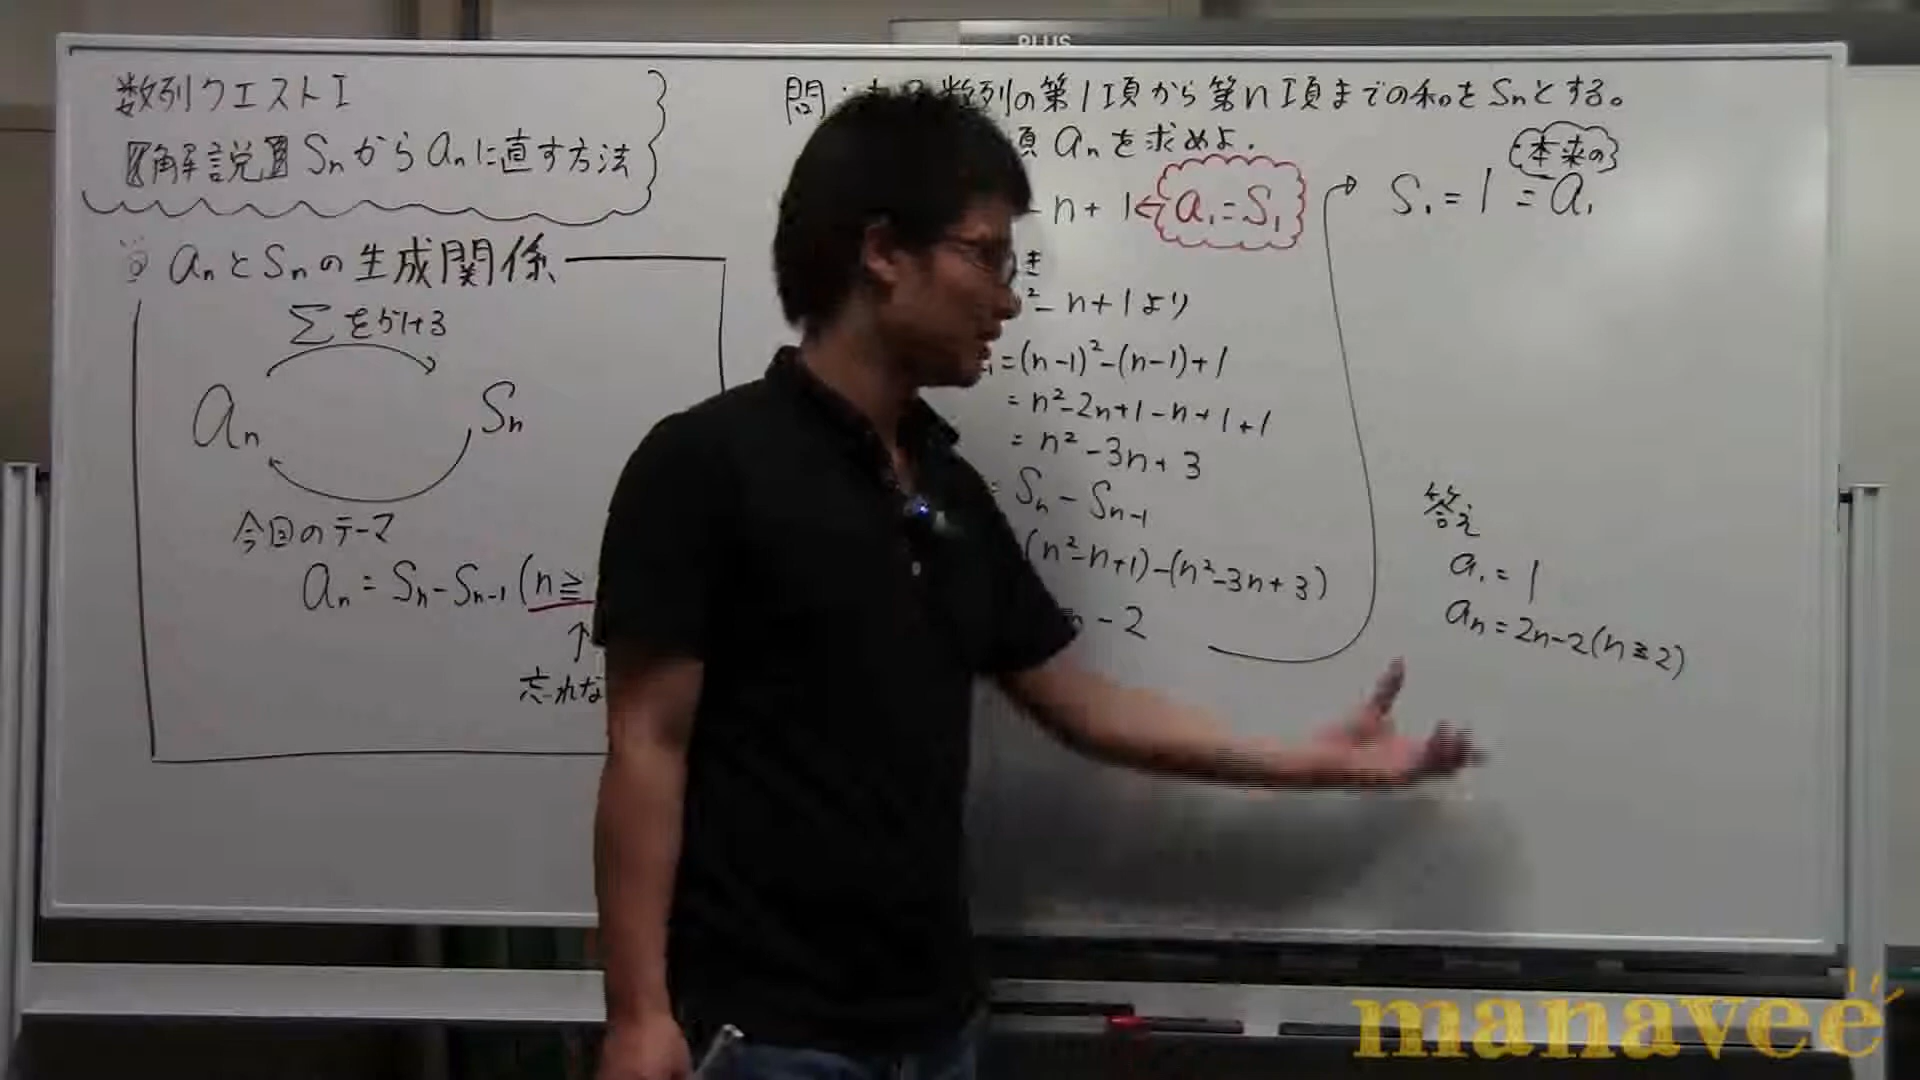 PLUS
数列クエストI
【解説】Snからanに直す方法
anとSnの生成関係
Σを分ける
an
Sn
今回のテーマ
an = Sn-Sn-1 (n≧
↑
忘れな
問 数列の第1項から第n項までの和をSnとする。
項 anを求めよ.
- n + 1 ← a1=S1
き
² - n + 1 より
=(n-1)²-(n-1)+1
= n²-2n+1-n+1+1
= n²-3n+3
= Sn - Sn-1
(n²-n+1)-(n²-3n+3)
n - 2
本来の
S1 = 1 = a1
答え
a1 = 1
an = 2n-2 (n≧2)
manavee